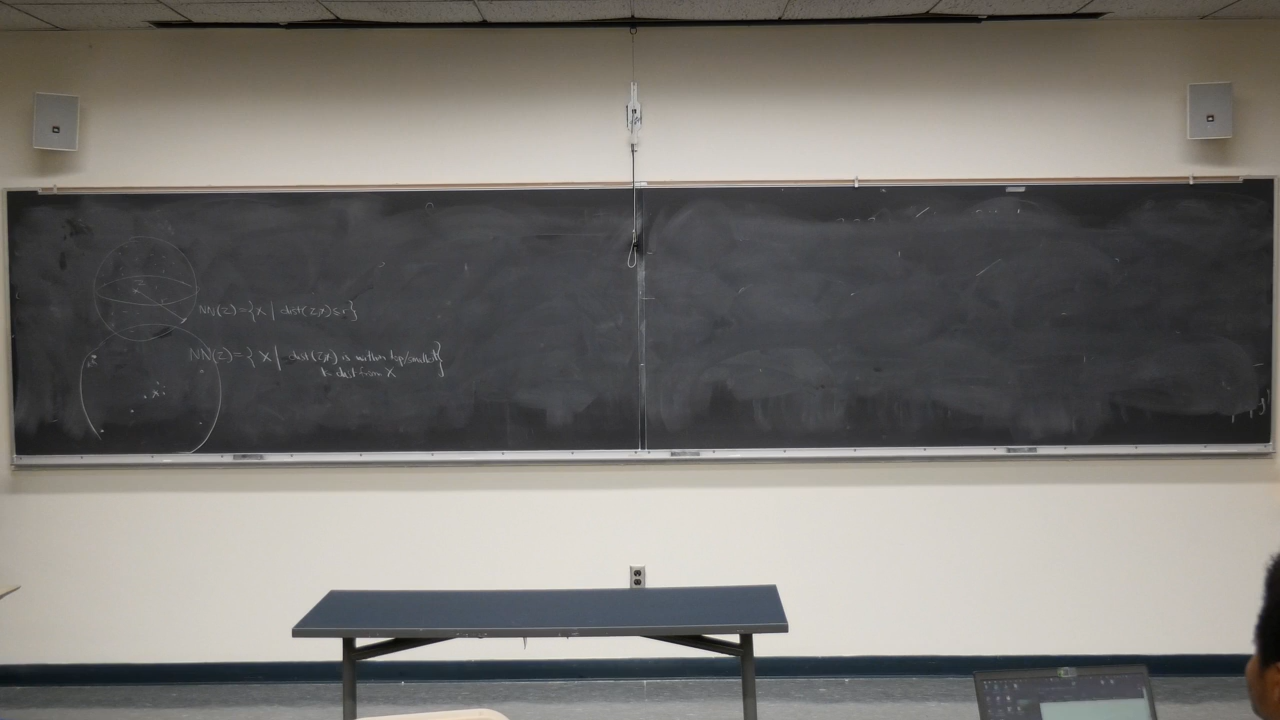 NN(z)={x | dist(z,x)≤ε}
NN(z)={ x | dist(z,x) is within top/smallest}
k dist from X